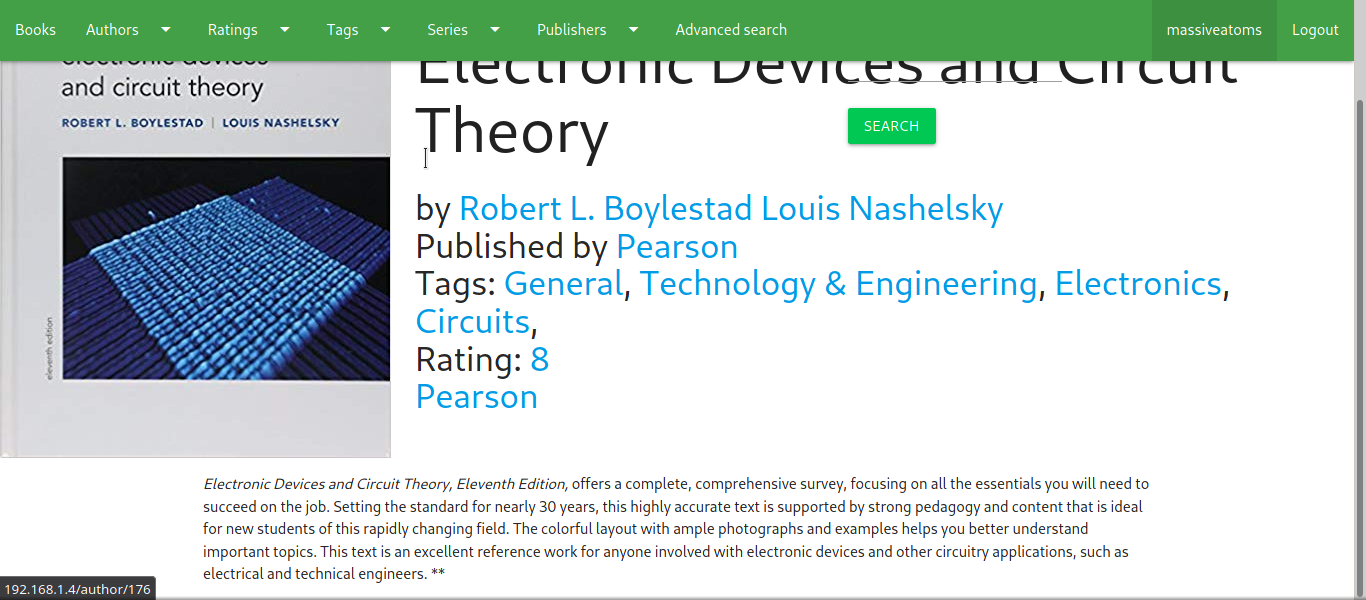 Books Authors Ratings Tags Series Publishers Advanced search massiveatoms Logout
electronic devices
and circuit theory
ROBERT L. BOYLESTAD | LOUIS NASHELSKY
eleventh edition
Electronic Devices and Circuit
Theory
SEARCH
by Robert L. Boylestad Louis Nashelsky
Published by Pearson
Tags: General, Technology & Engineering, Electronics,
Circuits,
Rating: 8
Pearson
Electronic Devices and Circuit Theory, Eleventh Edition, offers a complete, comprehensive survey, focusing on all the essentials you will need to
succeed on the job. Setting the standard for nearly 30 years, this highly accurate text is supported by strong pedagogy and content that is ideal
for new students of this rapidly changing field. The colorful layout with ample photographs and examples helps you better understand
important topics. This text is an excellent reference work for anyone involved with electronic devices and other circuitry applications, such as
electrical and technical engineers. **
192.168.1.4/author/176